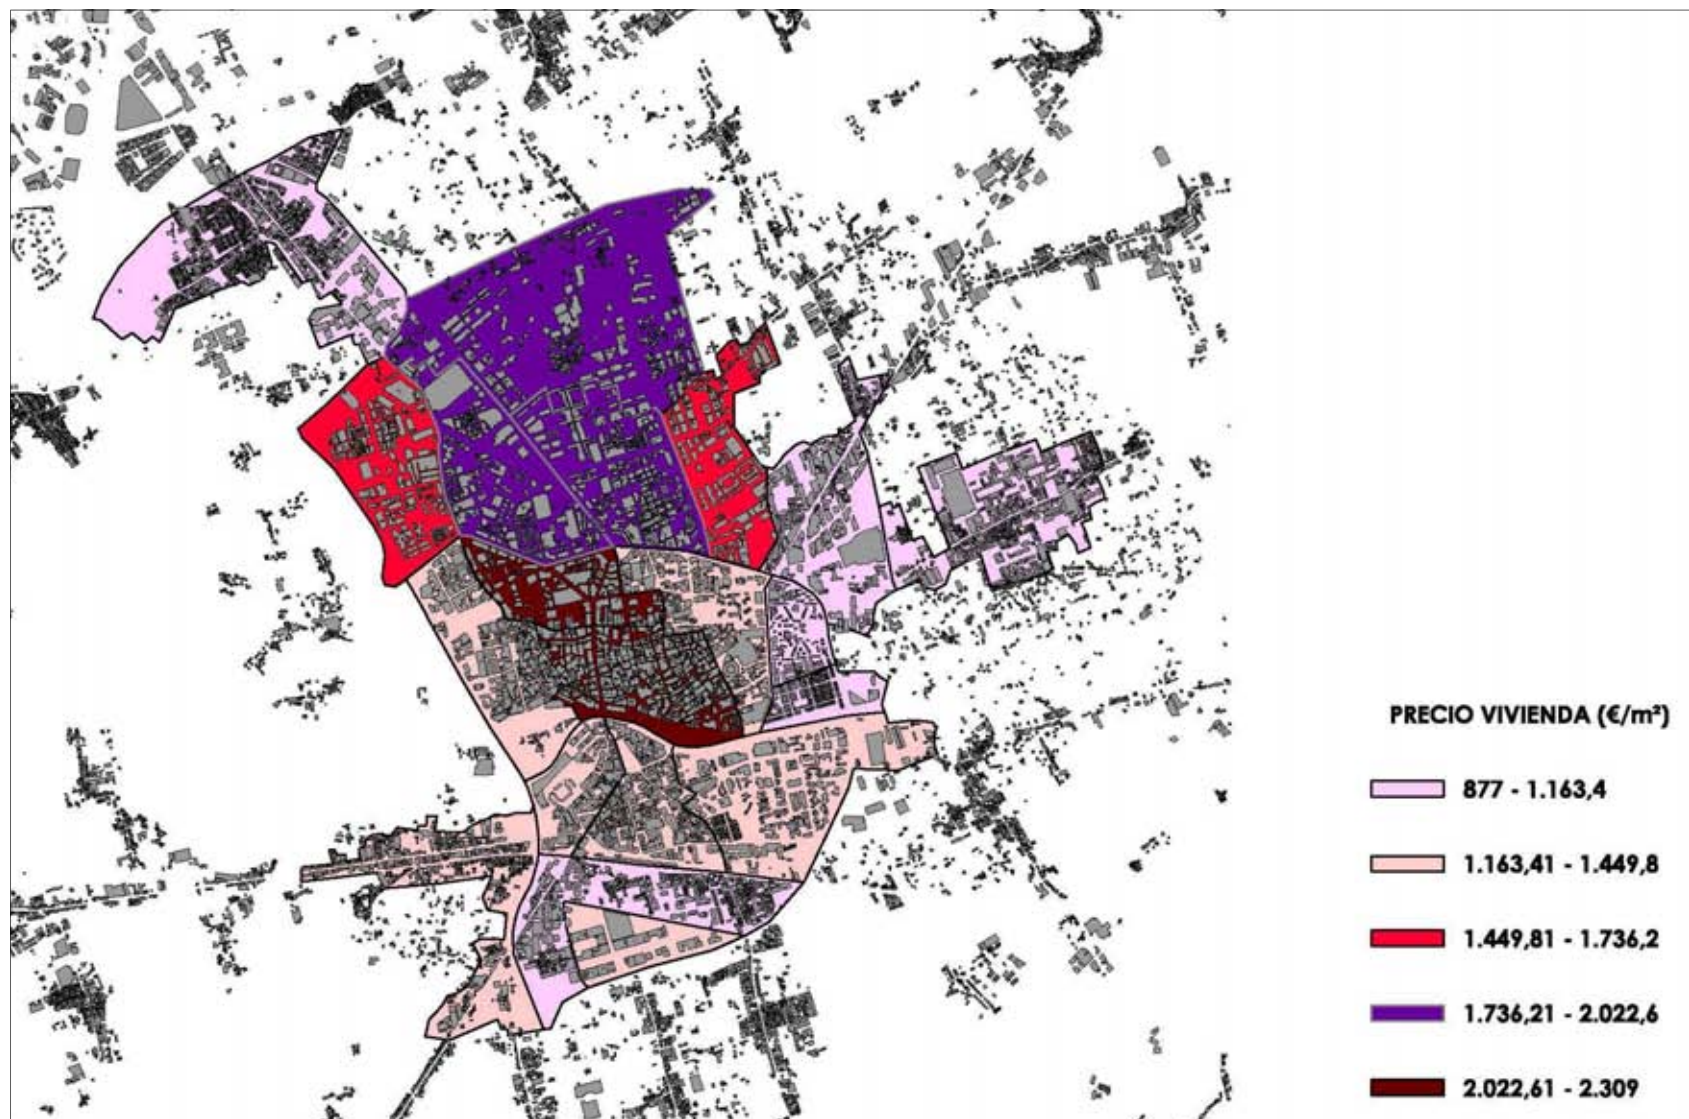 PRECIO VIVIENDA (€/m²)
877 - 1.163,4
1.163,41 - 1.449,8
1.449,81 - 1.736,2
1.736,21 - 2.022,6
2.022,61 - 2.309